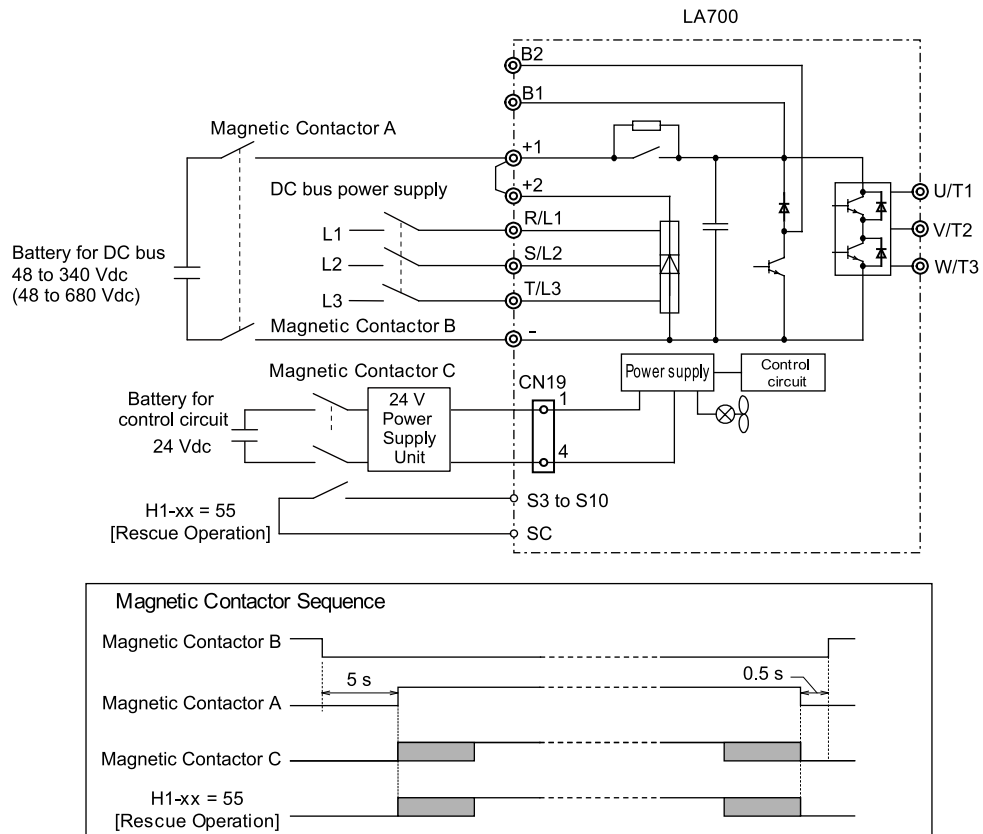 LA700
B2
B1
Magnetic Contactor A
+1
DC bus power supply
+2
R/L1
L1
S/L2
L2
T/L3
L3
U/T1
V/T2
W/T3
Battery for DC bus
48 to 340 Vdc
(48 to 680 Vdc)
Magnetic Contactor B
-
Magnetic Contactor C
CN19
Power supply
Control
circuit
Battery for
control circuit
24 Vdc
24 V
Power
Supply
Unit
1
4
H1-xx = 55
[Rescue Operation]
S3 to S10
SC
Magnetic Contactor Sequence
Magnetic Contactor B
5 s
0.5 s
Magnetic Contactor A
Magnetic Contactor C
H1-xx = 55
[Rescue Operation]